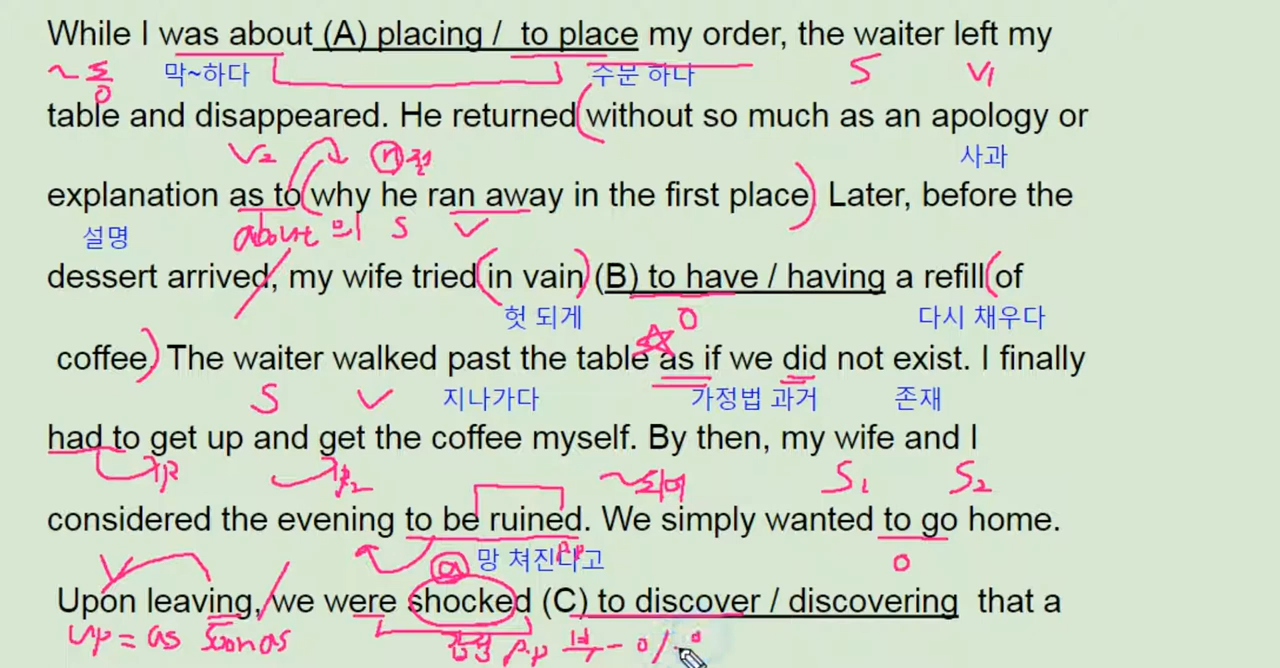 While I was about (A) placing / to place my order, the waiter left my
막~하다 주문 하나 S V1
table and disappeared. He returned without so much as an apology or
V2 사과
explanation as to why he ran away in the first place Later, before the
설명 about 의 S V
dessert arrived, my wife tried in vain (B) to have / having a refill of
헛 되게 O 다시 채우다
coffee. The waiter walked past the table as if we did not exist. I finally
S V 지나가다 가정법 과거 존재
had to get up and get the coffee myself. By then, my wife and I
S1 S2
considered the evening to be ruined. We simply wanted to go home.
망 쳐진다고 O
Upon leaving, we were shocked (C) to discover / discovering that a
up = as soon as 감정 p.p